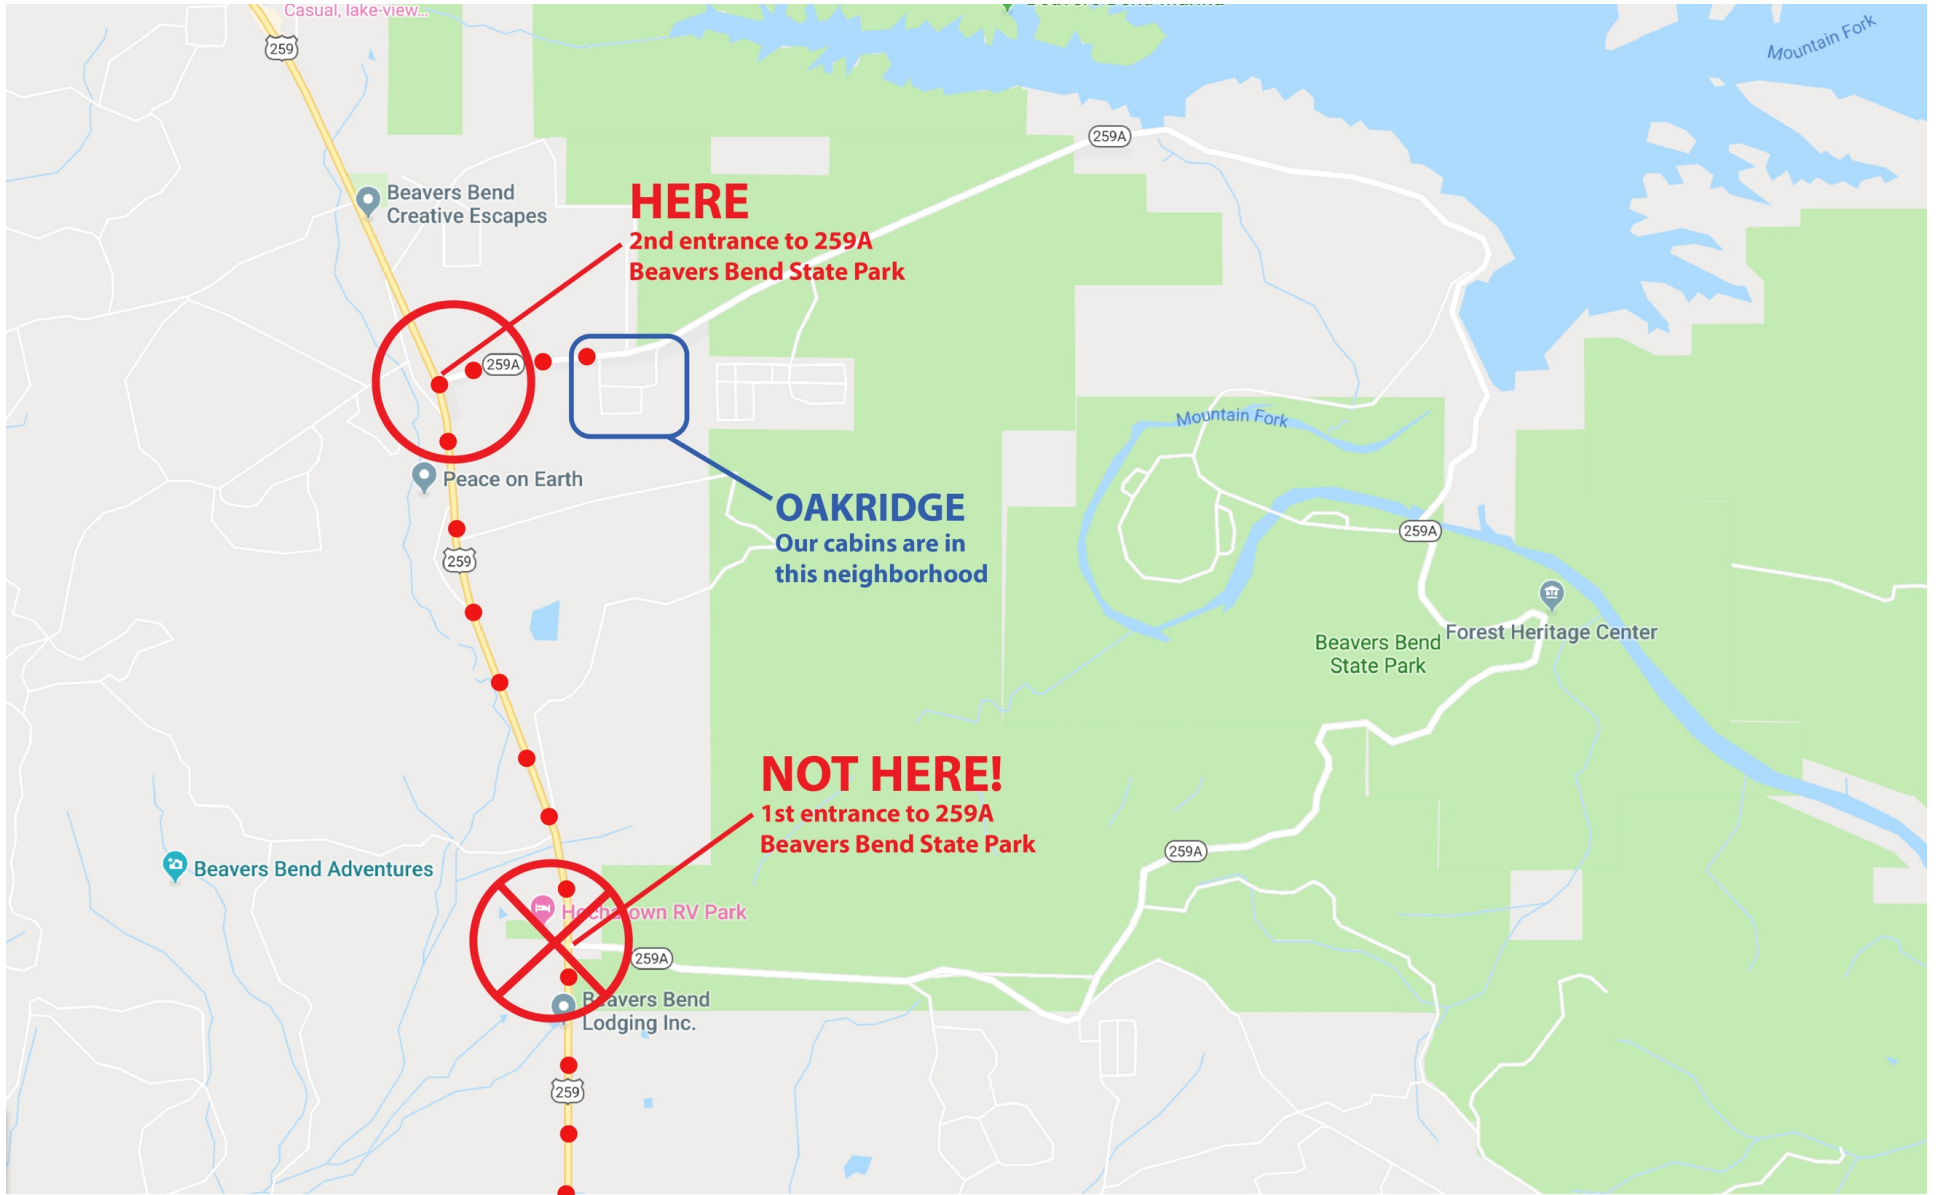 Casual, lake-view...
259
Mountain Fork
259A
Beavers Bend
Creative Escapes
HERE
2nd entrance to 259A
Beavers Bend State Park
259A
Mountain Fork
Peace on Earth
OAKRIDGE
Our cabins are in
this neighborhood
259A
259
Forest Heritage Center
Beavers Bend
State Park
NOT HERE!
1st entrance to 259A
Beavers Bend State Park
259A
Beavers Bend Adventures
Hochatown RV Park
259A
Beavers Bend
Lodging Inc.
259